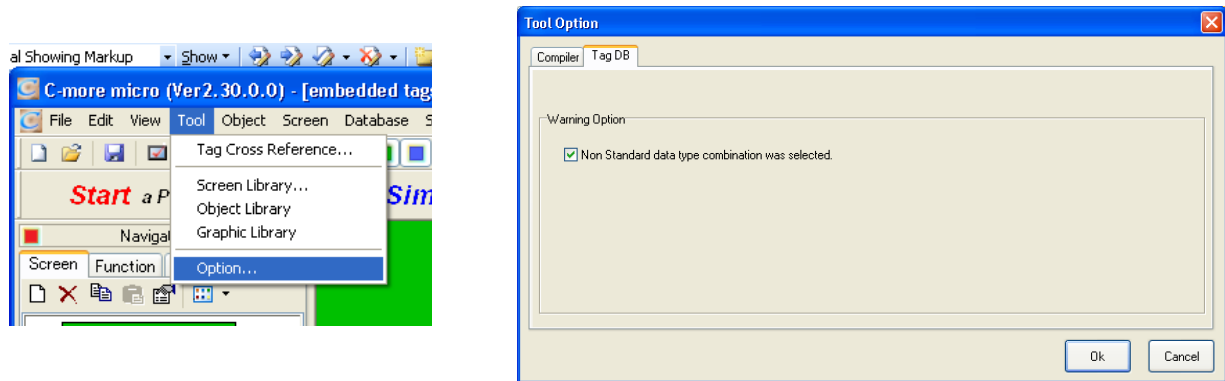 al Showing Markup Show
C-more micro (Ver2.30.0.0) - [embedded tags
File Edit View Tool Object Screen Database S
Tag Cross Reference...
Start a P Sim
Screen Library...
Object Library
Graphic Library
Navigat
Screen Function
Option...
Tool Option
Compiler Tag DB
Warning Option
Non Standard data type combination was selected.
Ok Cancel